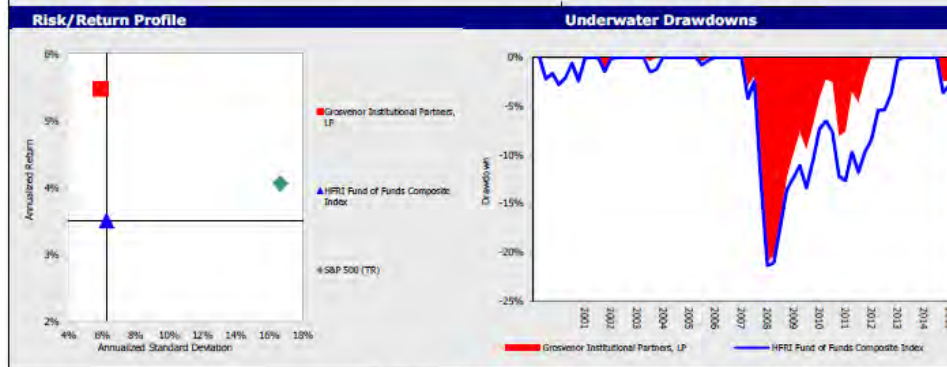 Risk/Return Profile
6%
5%
4%
3%
2%
Annualized Return
4%
6%
8%
10%
12%
14%
16%
18%
Annualized Standard Deviation
Grosvenor Institutional Partners,
LP
HFRI Fund of Funds Composite
Index
S&P 500 (TR)
Underwater Drawdowns
0%
-5%
-10%
-15%
-20%
-25%
Drawdown
2001
2002
2003
2004
2005
2006
2007
2008
2009
2010
2011
2012
2013
2014
Grosvenor Institutional Partners, LP
HFRI Fund of Funds Composite Index